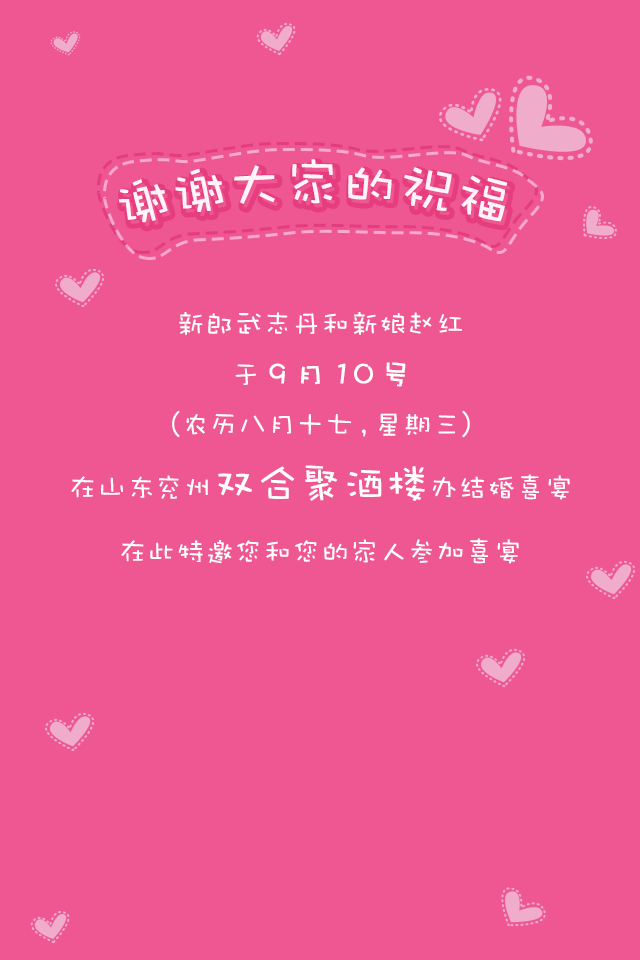 谢谢大家的祝福
新郎武志丹和新娘赵红
于9月10号
(农历八月十七,星期三)
在山东兖州双合聚酒楼办结婚喜宴
在此特邀您和您的家人参加喜宴